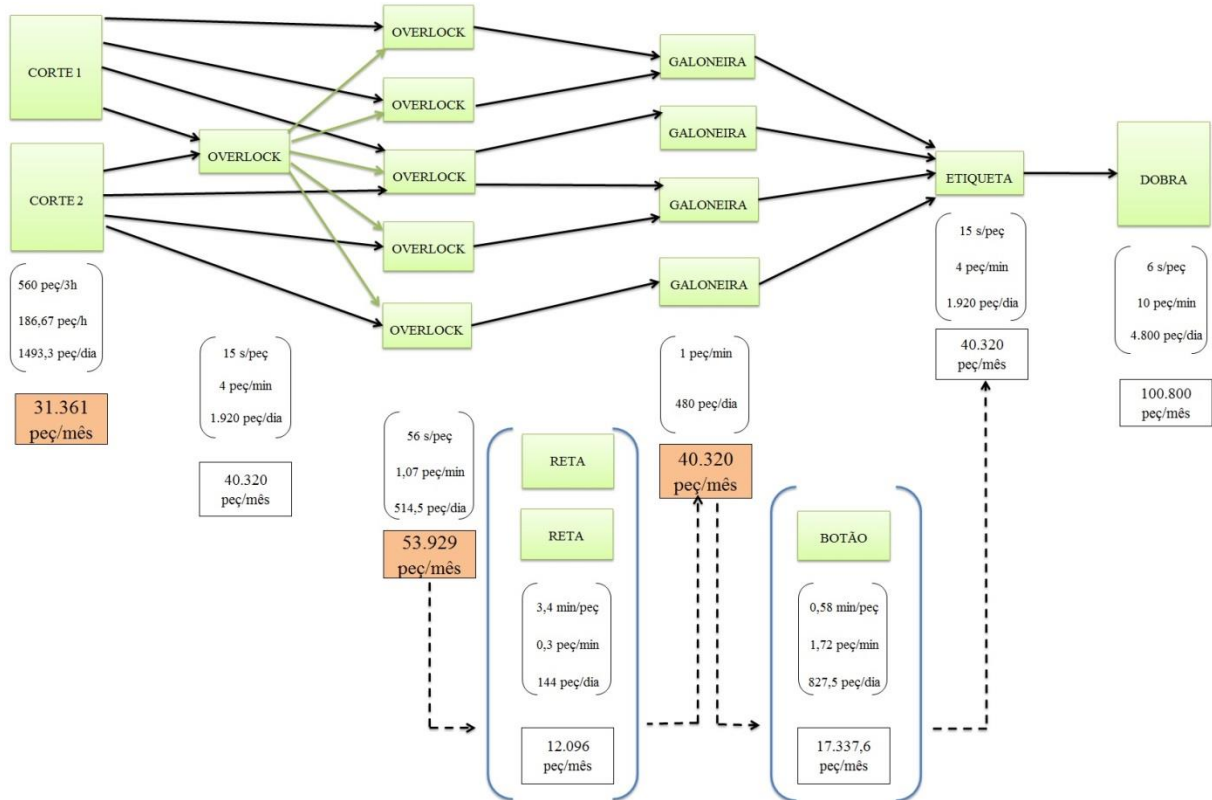 CORTE 1
CORTE 2
560 peç/3h
186,67 peç/h
1493,3 peç/dia
31.361
peç/mês
OVERLOCK
15 s/peç
4 peç/min
1.920 peç/dia
40.320
peç/mês
OVERLOCK
OVERLOCK
OVERLOCK
OVERLOCK
OVERLOCK
56 s/peç
1,07 peç/min
514,5 peç/dia
53.929
peç/mês
RETA
RETA
3,4 min/peç
0,3 peç/min
144 peç/dia
12.096
peç/mês
GALONEIRA
GALONEIRA
GALONEIRA
GALONEIRA
1 peç/min
480 peç/dia
40.320
peç/mês
BOTÃO
0,58 min/peç
1,72 peç/min
827,5 peç/dia
17.337,6
peç/mês
ETIQUETA
15 s/peç
4 peç/min
1.920 peç/dia
40.320
peç/mês
DOBRA
6 s/peç
10 peç/min
4.800 peç/dia
100.800
peç/mês